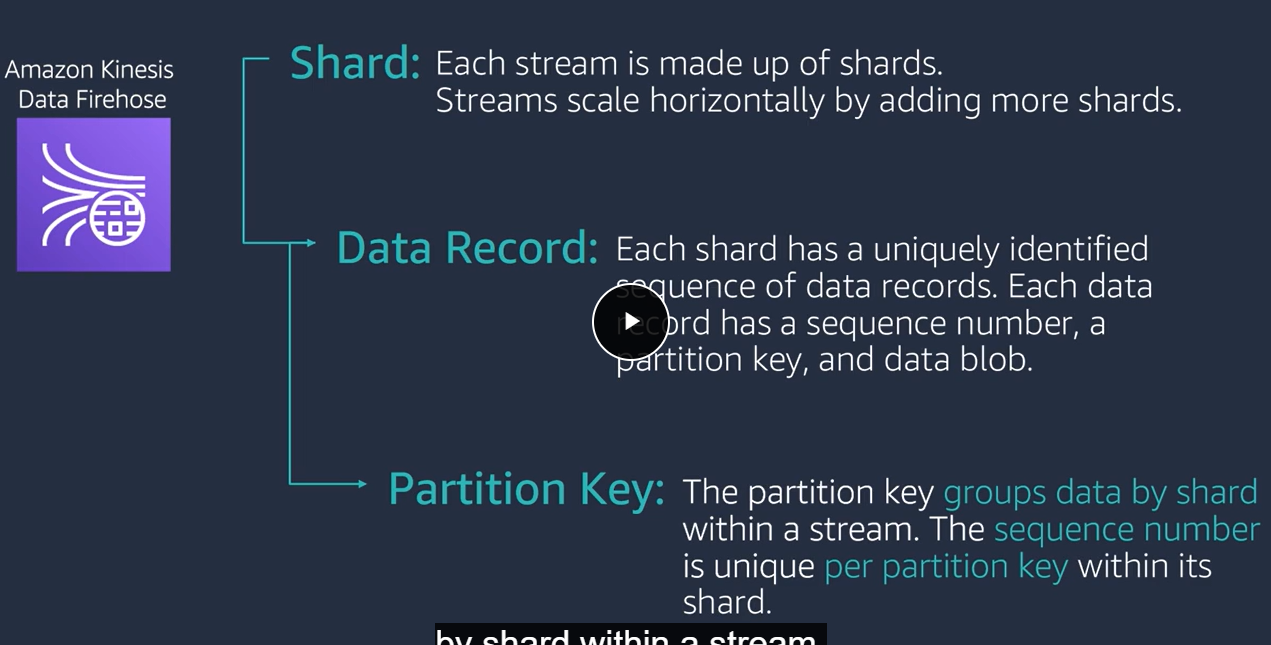 Amazon Kinesis
Data Firehose
Shard: Each stream is made up of shards.
Streams scale horizontally by adding more shards.
Data Record: Each shard has a uniquely identified
sequence of data records. Each data
record has a sequence number, a
partition key, and data blob.
Partition Key: The partition key groups data by shard
within a stream. The sequence number
is unique per partition key within its
shard.
by shard within a stream.